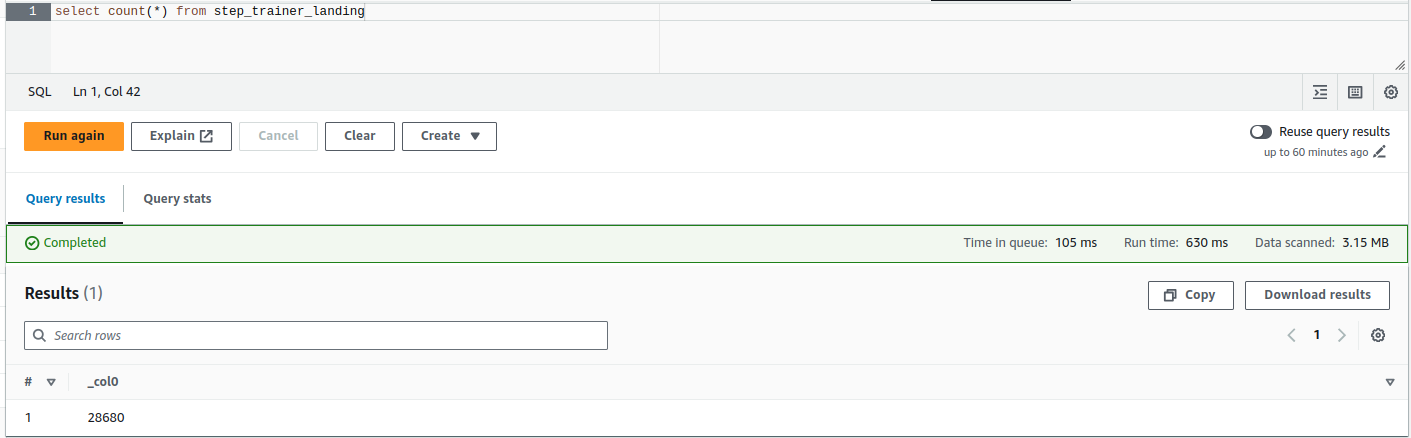 1 select count(*) from step_trainer_landing
SQL Ln 1, Col 42
Run again Explain Cancel Clear Create Reuse query results
up to 60 minutes ago
Query results Query stats
Completed Time in queue: 105 ms Run time: 630 ms Data scanned: 3.15 MB
Results (1) Copy Download results
Search rows 1
# _col0
1 28680